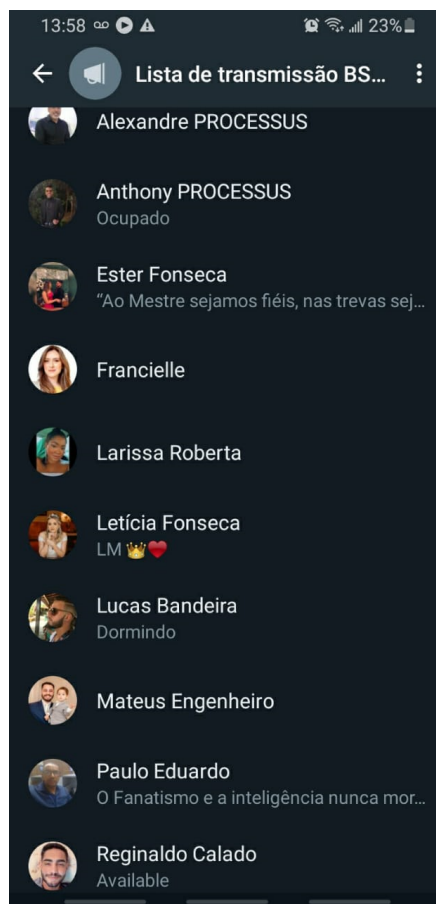 13:58 23%
Lista de transmissão BS...
Alexandre PROCESSUS
Anthony PROCESSUS
Ocupado
Ester Fonseca
“Ao Mestre sejamos fiéis, nas trevas sej...
Francielle
Larissa Roberta
Letícia Fonseca
LM 👑❤️
Lucas Bandeira
Dormindo
Mateus Engenheiro
Paulo Eduardo
O Fanatismo e a inteligência nunca mor...
Reginaldo Calado
Available